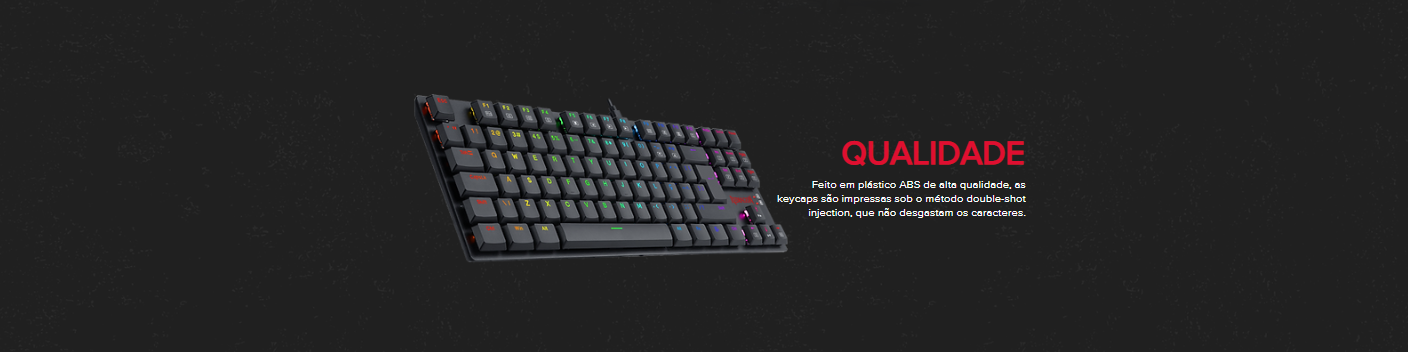 QUALIDADE
Feito em plástico ABS de alta qualidade, as
keycaps são impressas sob o método double-shot
injection, que não desgastam os caracteres.